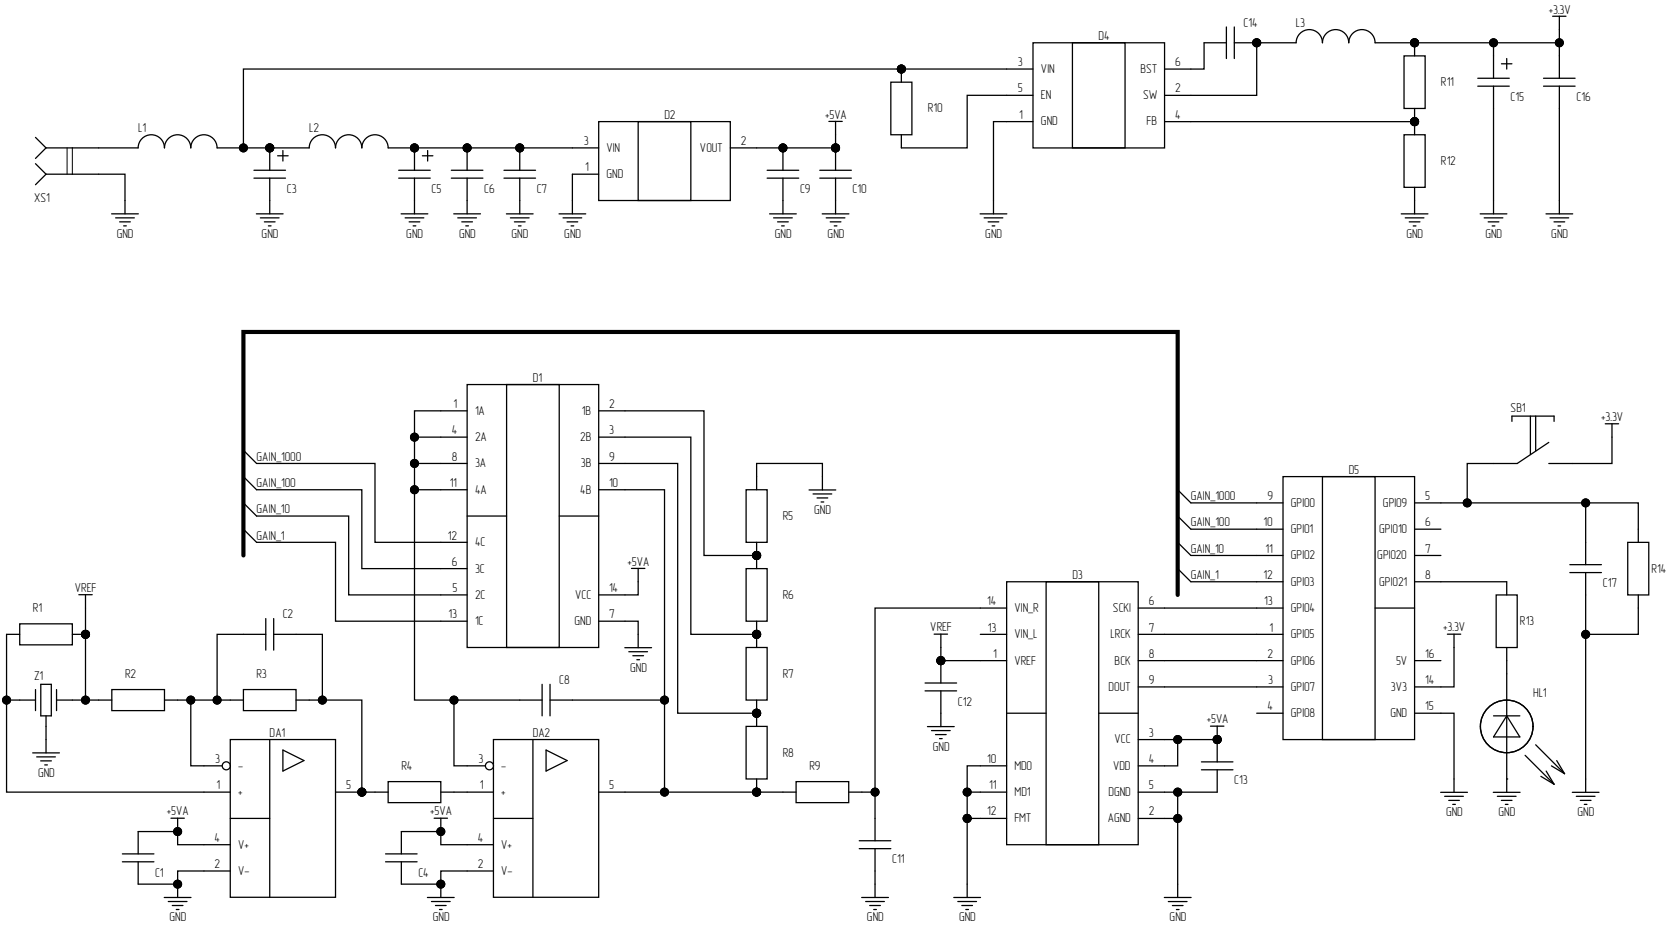 +3.3V
C14
L3
D4
3
VIN
BST
6
R10
5
EN
SW
2
R11
C15
C16
1
GND
FB
4
R12
GND
GND
GND
GND
XS1
L1
GND
C3
GND
L2
C5
GND
C6
GND
C7
GND
D2
3
VIN
VOUT
2
1
GND
GND
+5VA
C9
GND
C10
GND
D1
1
1A
1B
2
4
2A
2B
3
8
3A
3B
9
11
4A
4B
10
12
4C
6
3C
5
2C
VCC
14
+5VA
13
1C
GND
7
GND
GAIN_1000
GAIN_100
GAIN_10
GAIN_1
R5
GND
R6
R7
R8
VREF
R1
Z1
GND
R2
C2
R3
C8
DA1
3
−
1
+
5
+5VA
4
V+
2
V−
C1
GND
R4
DA2
3
−
1
+
5
+5VA
4
V+
2
V−
C4
GND
R9
C11
GND
VREF
C12
GND
D3
14
VIN_R
SCKI
6
13
VIN_L
LRCK
7
1
VREF
BCK
8
DOUT
9
VCC
3
10
MD0
VDD
4
11
MD1
DGND
5
12
FMT
AGND
2
GND
GND
+5VA
C13
GAIN_1000
GAIN_100
GAIN_10
GAIN_1
D5
9
GPIO0
GPIO9
5
10
GPIO1
GPIO10
6
11
GPIO2
GPIO20
7
12
GPIO3
GPIO21
8
13
GPIO4
1
GPIO5
2
GPIO6
5V
16
3
GPIO7
3V3
14
4
GPIO8
GND
15
+3.3V
GND
SB1
+3.3V
C17
R14
GND
R13
HL1
GND